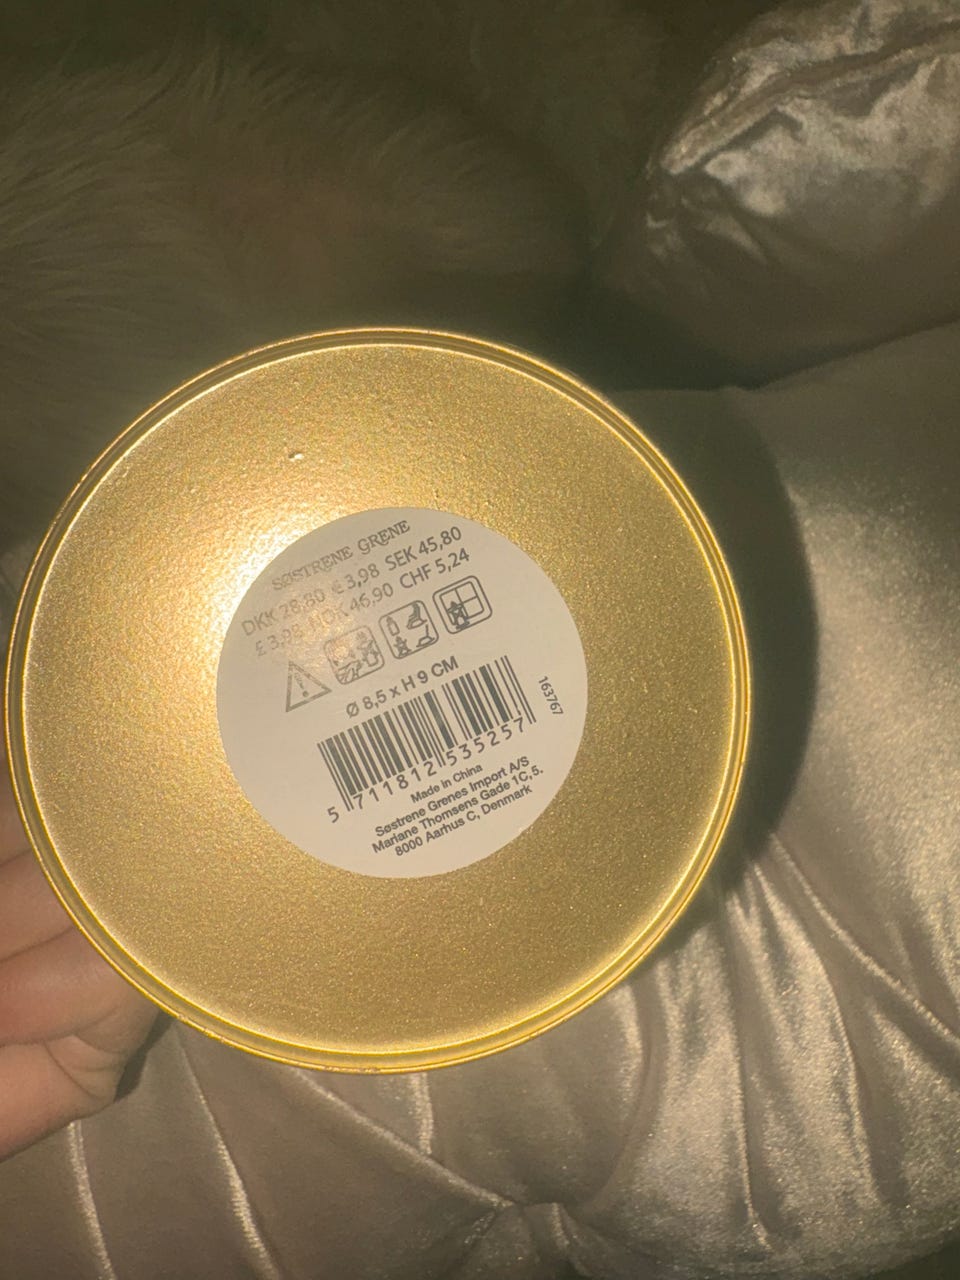 SØSTRENE GRENE
DKK 28,80 € 3,98 SEK 45,80
£ 3,98 NOK 46,90 CHF 5,24
Ø 8,5 x H 9 CM
163767
5 711812 535257
Made in China
Søstrene Grenes Import A/S
Mariane Thomsens Gade 1C,5.
8000 Aarhus C, Denmark